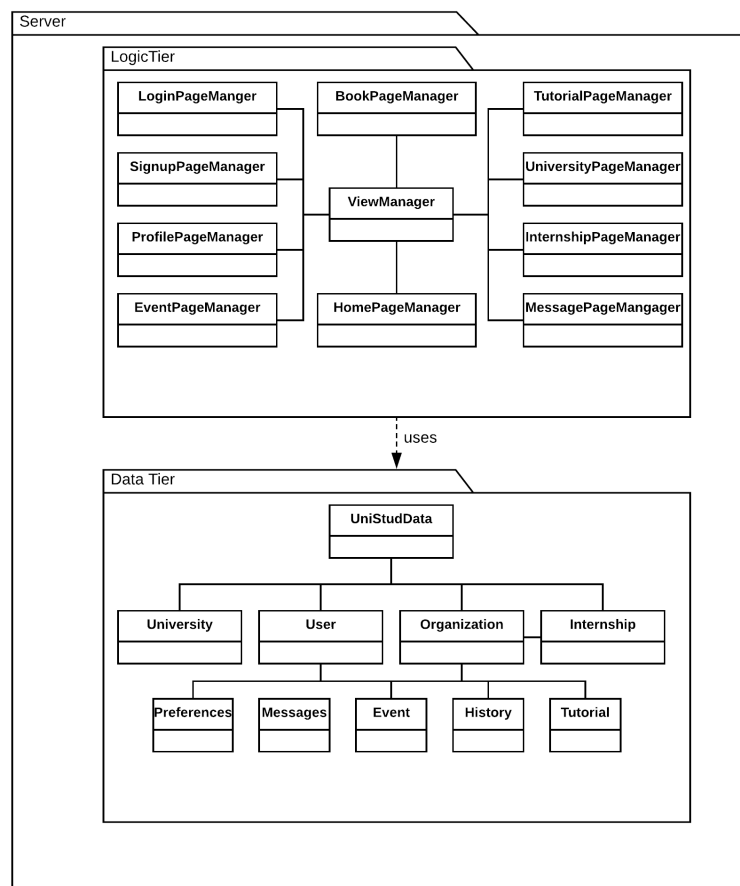 Server
LogicTier
LoginPageManger
BookPageManager
TutorialPageManager
SignupPageManager
UniversityPageManager
ViewManager
ProfilePageManager
InternshipPageManager
EventPageManager
HomePageManager
MessagePageMangager
uses
Data Tier
UniStudData
University
User
Organization
Internship
Preferences
Messages
Event
History
Tutorial